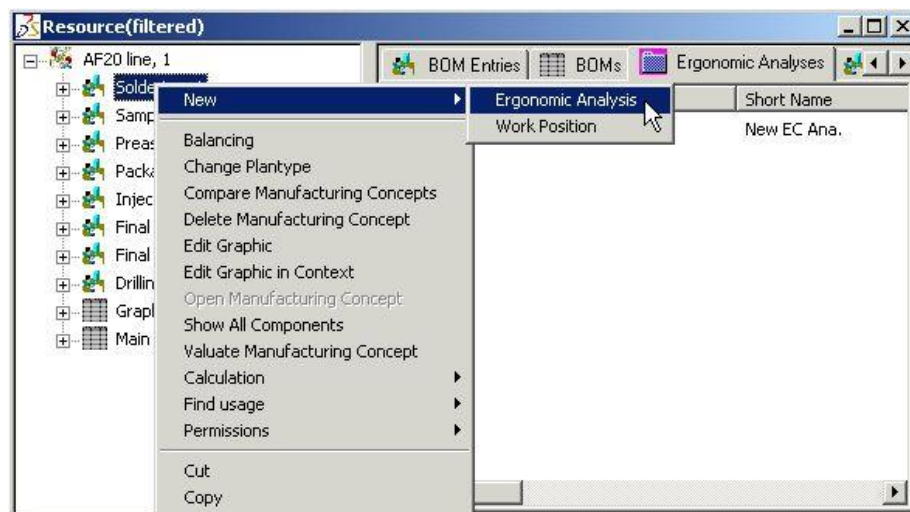 Resource(filtered)
AF20 line, 1
BOM Entries
BOMs
Ergonomic Analyses
Short Name
New EC Ana.
Samp
Preas
Packa
Injec
Final
Final
Drillin
Grapl
Main
New
Balancing
Change Plantype
Compare Manufacturing Concepts
Delete Manufacturing Concept
Edit Graphic
Edit Graphic in Context
Open Manufacturing Concept
Show All Components
Valuate Manufacturing Concept
Calculation
Find usage
Permissions
Cut
Copy
Ergonomic Analysis
Work Position